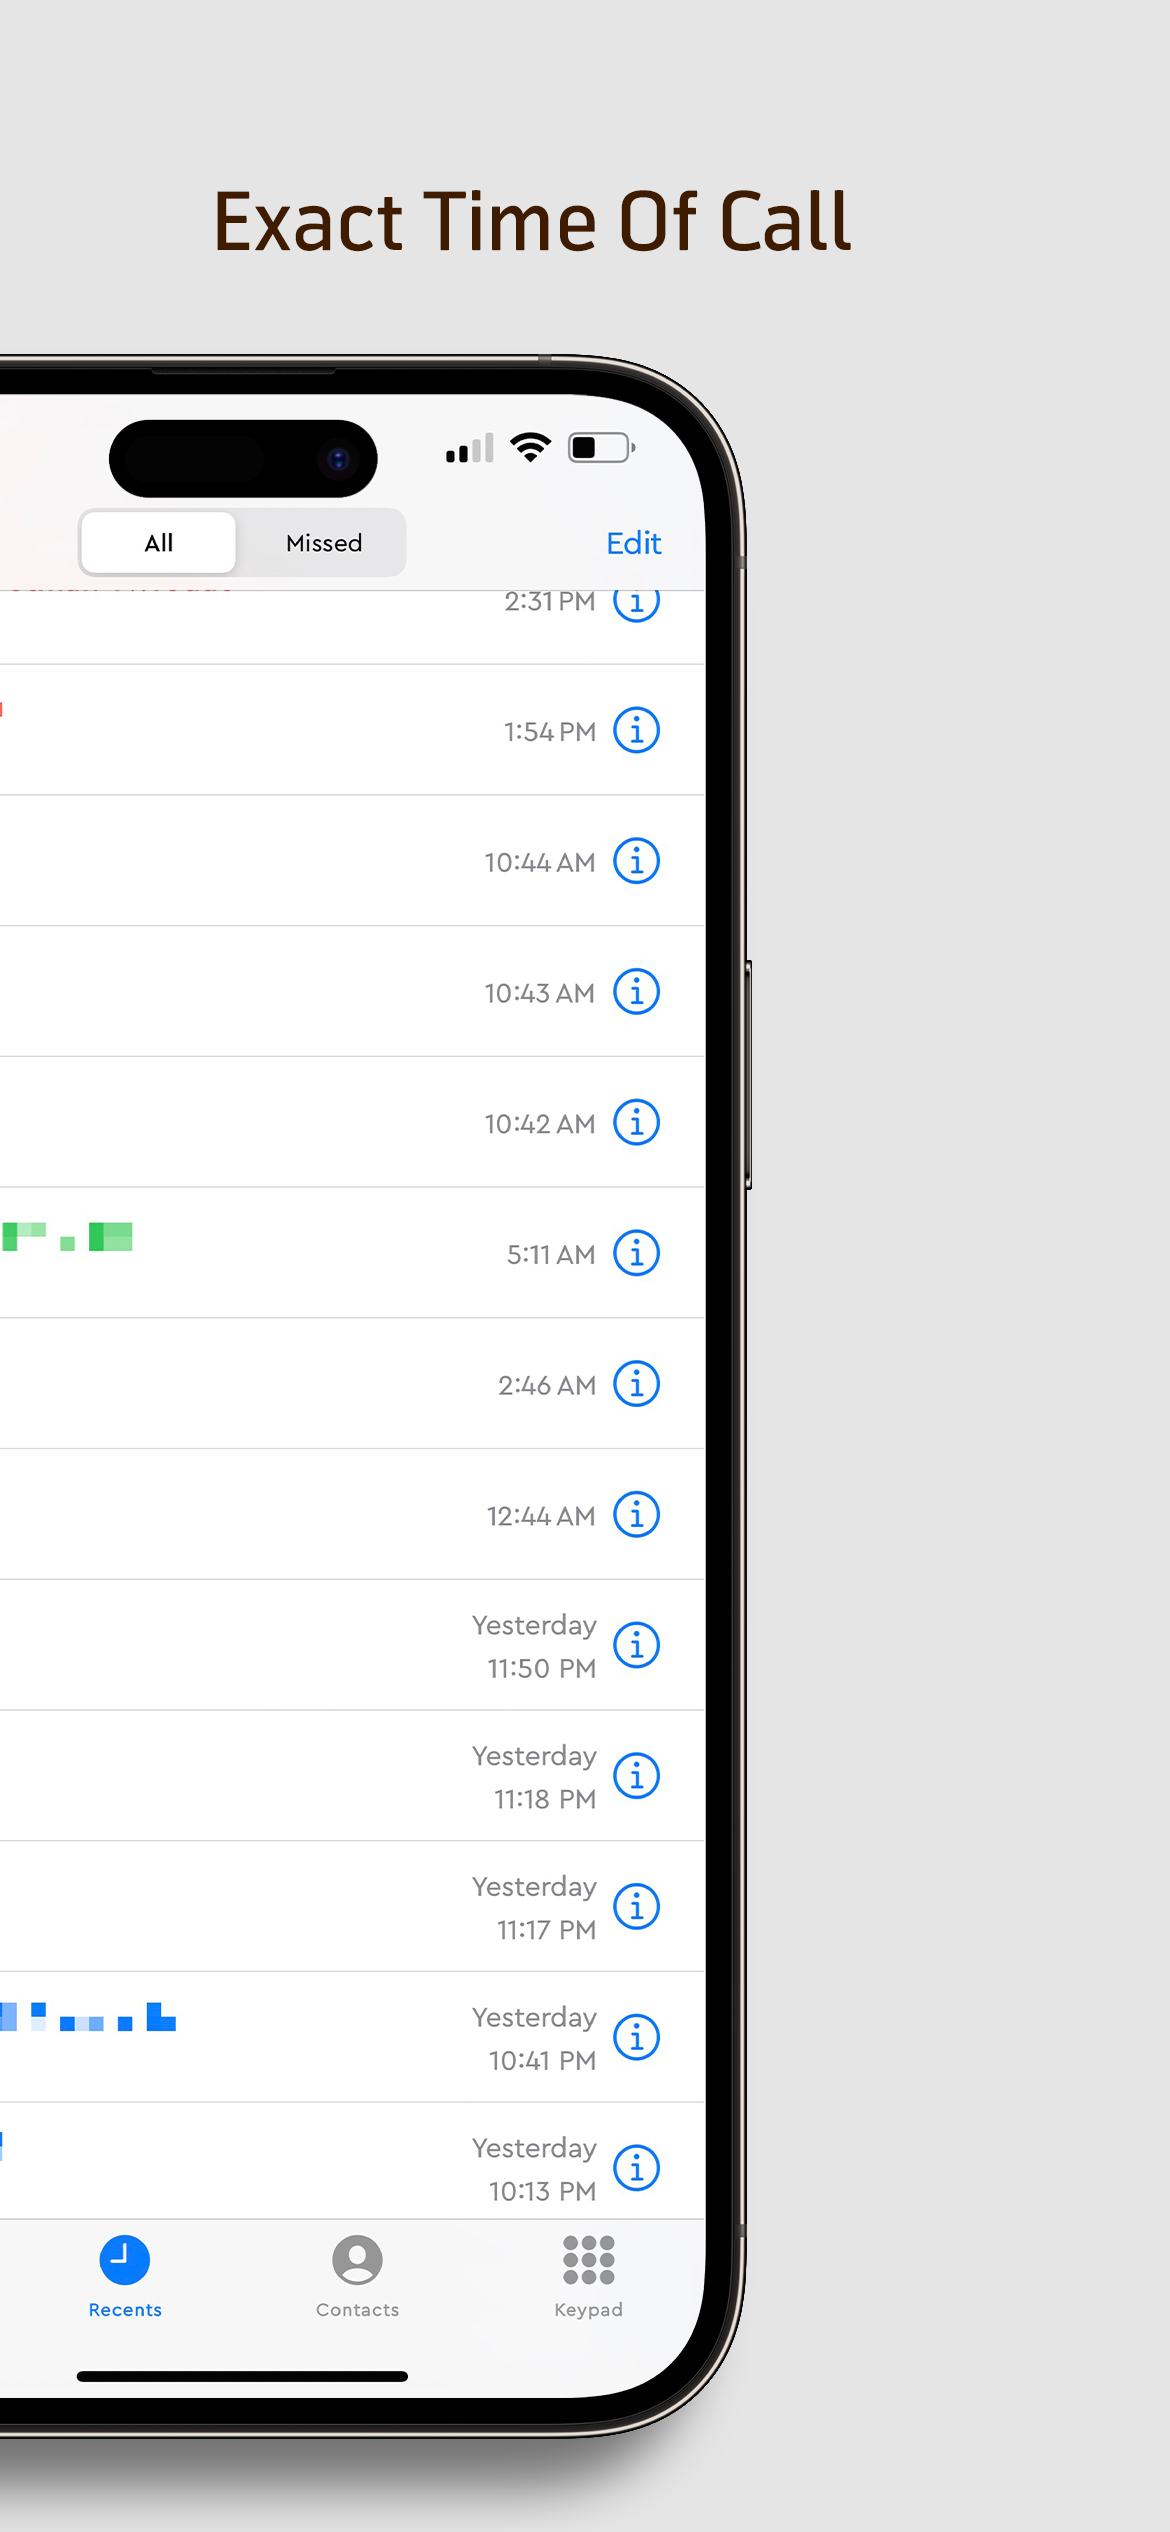 Exact Time Of Call
All
Missed
Edit
2:31 PM
1:54 PM
10:44 AM
10:43 AM
10:42 AM
5:11 AM
2:46 AM
12:44 AM
Yesterday
11:50 PM
Yesterday
11:18 PM
Yesterday
11:17 PM
Yesterday
10:41 PM
Yesterday
10:13 PM
Recents
Contacts
Keypad